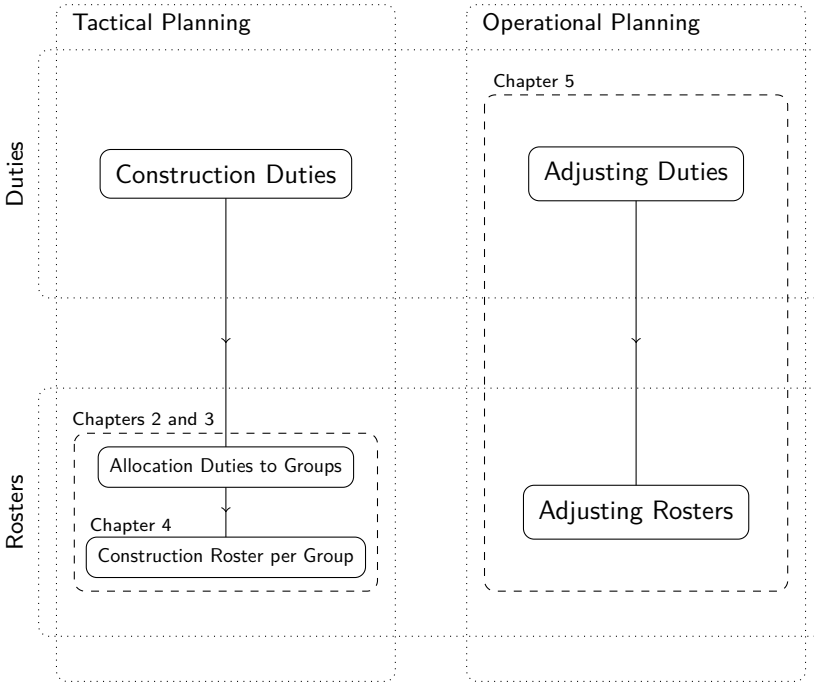 Tactical Planning
Operational Planning
Duties
Chapter 5
Construction Duties
Adjusting Duties
Rosters
Chapters 2 and 3
Allocation Duties to Groups
Chapter 4
Construction Roster per Group
Adjusting Rosters